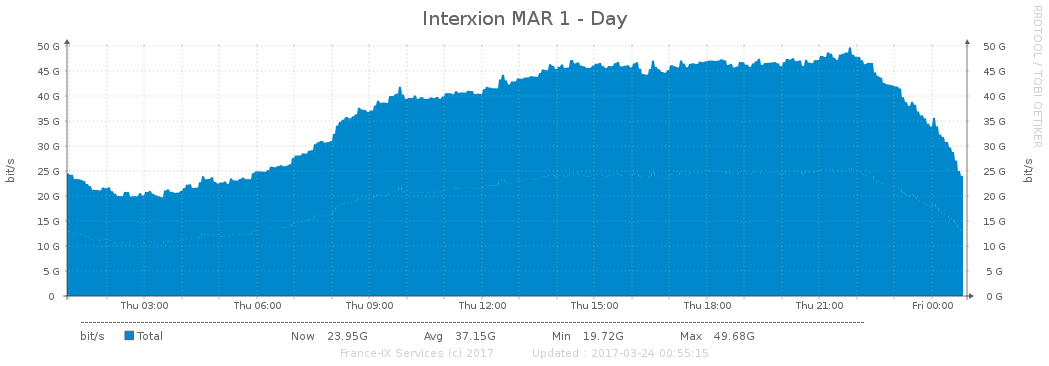 Interxion MAR 1 - Day
RRDTOOL / TOBI OETIKER
bit/s
50 G 50 G
45 G 45 G
40 G 40 G
35 G 35 G
30 G 30 G
25 G 25 G
20 G 20 G
15 G 15 G
10 G 10 G
5 G 5 G
0 0 G
bit/s
Thu 03:00 Thu 06:00 Thu 09:00 Thu 12:00 Thu 15:00 Thu 18:00 Thu 21:00 Fri 00:00
bit/s Total Now 23.95G Avg 37.15G Min 19.72G Max 49.68G
France-IX Services (c) 2017 Updated : 2017-03-24 00:55:15